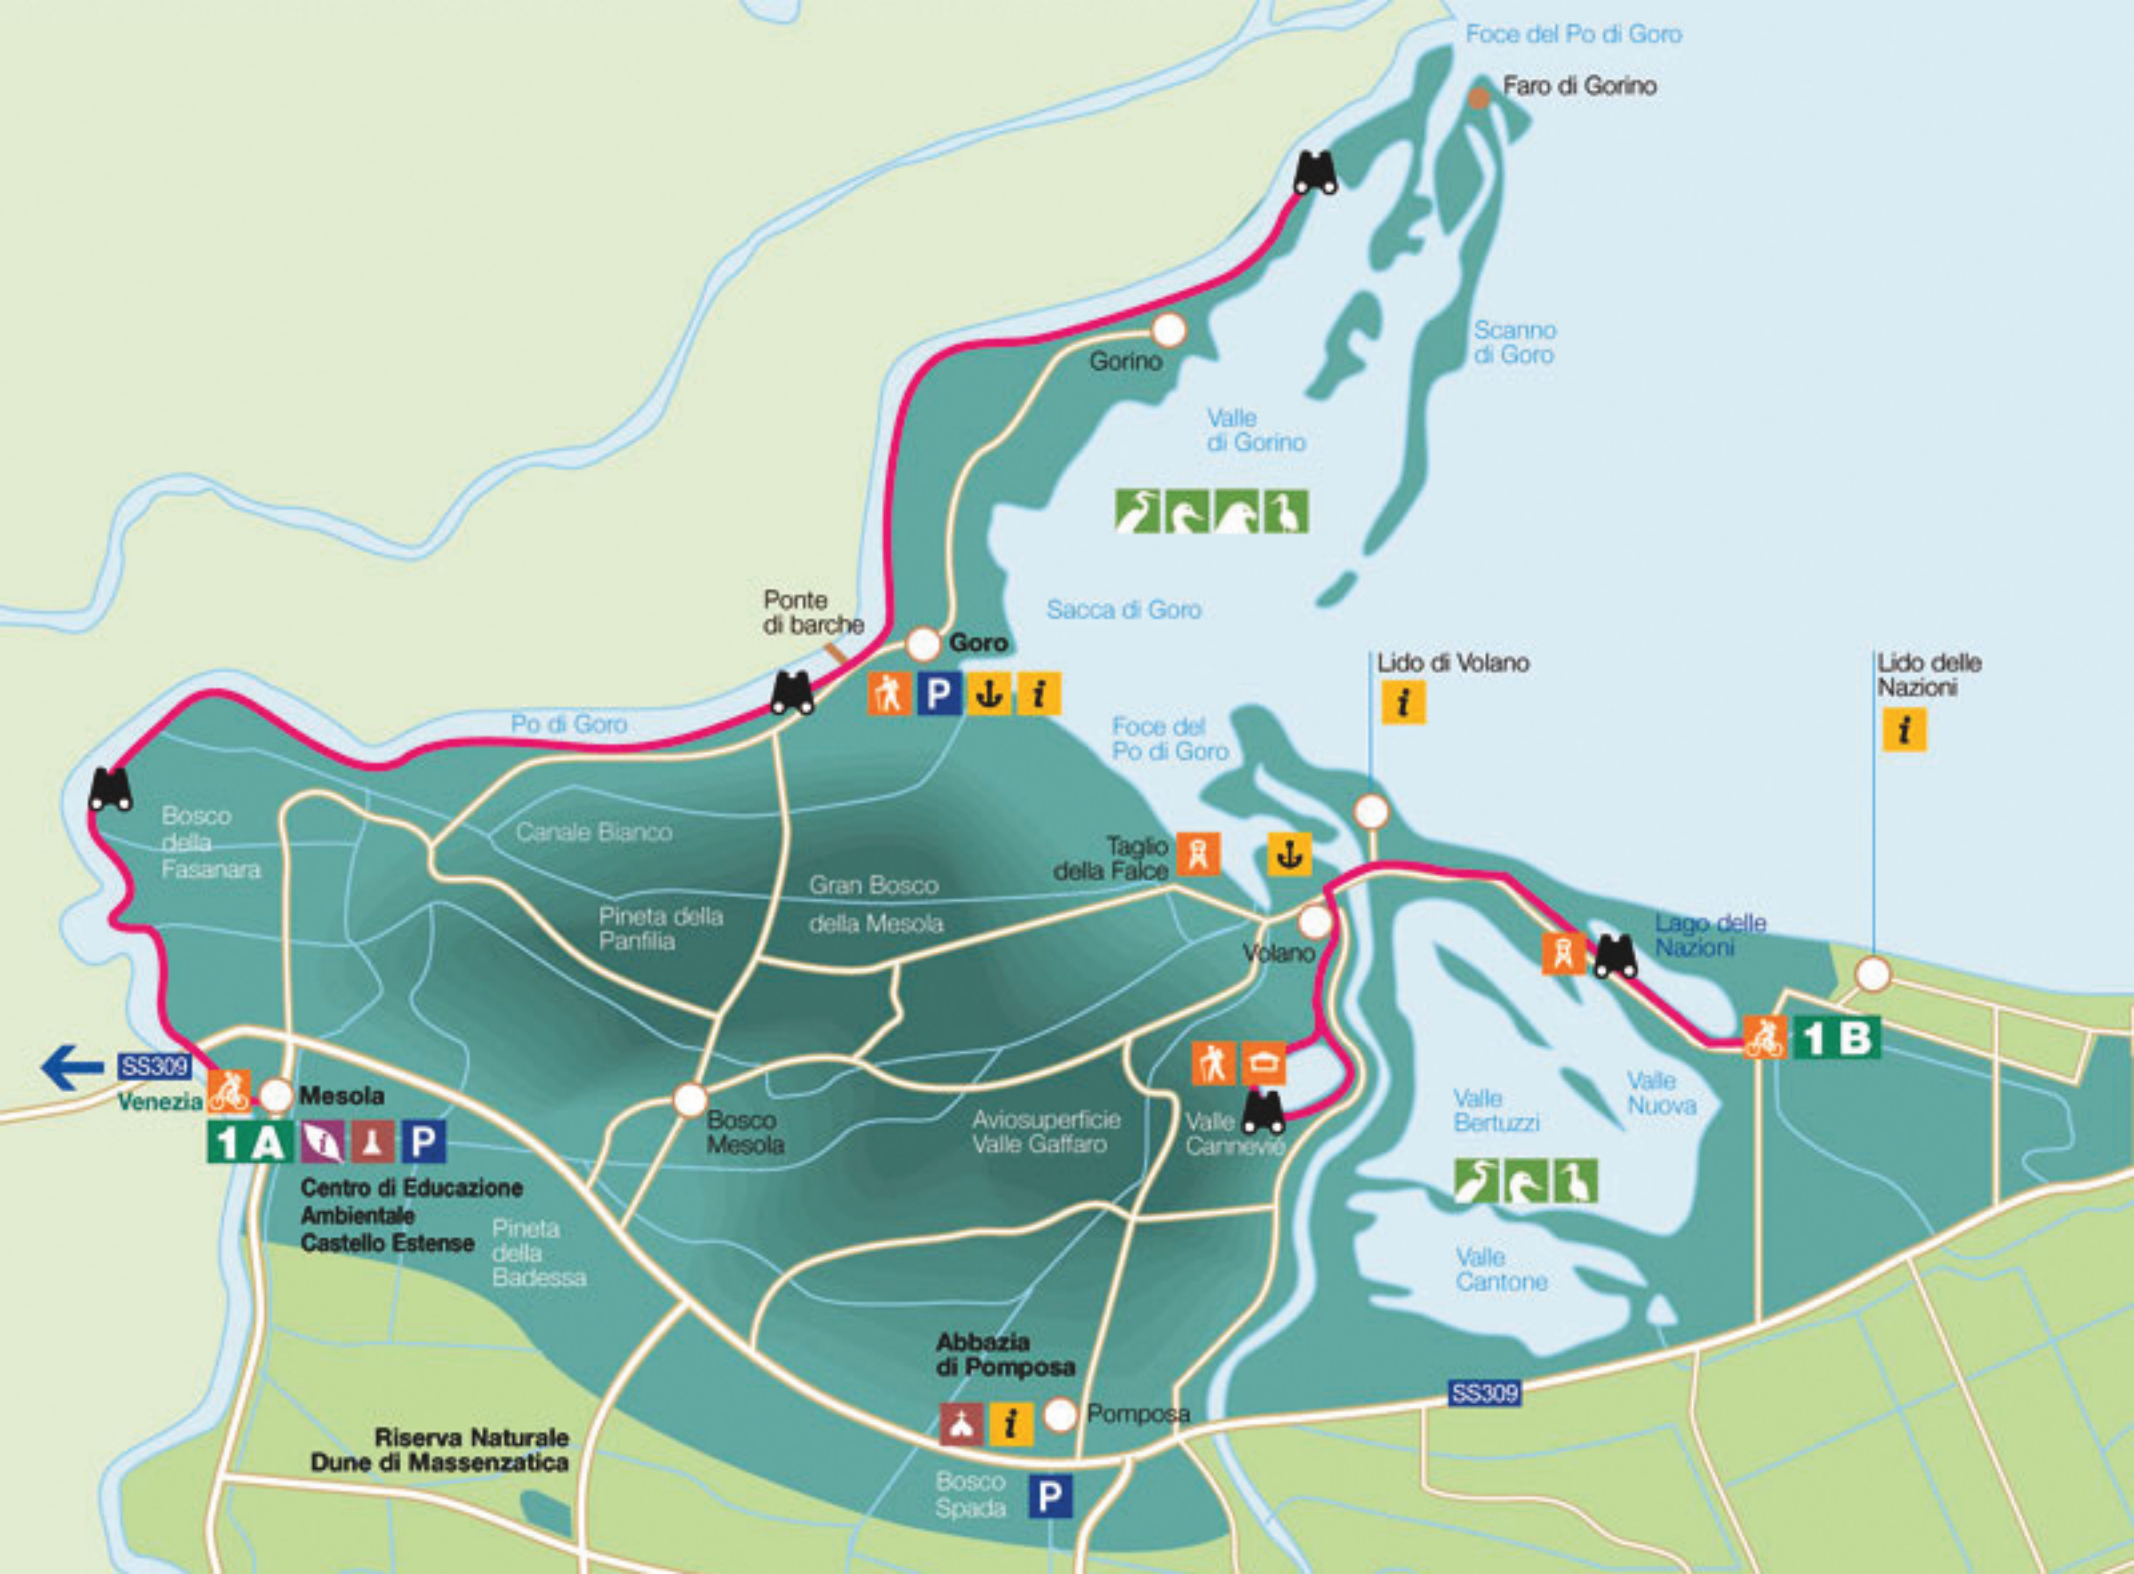 Foce del Po di Goro
Faro di Gorino
Gorino
Scanno
di Goro
Valle
di Gorino
Ponte
di barche
Sacca di Goro
Goro
P
i
Lido di Volano
i
Lido delle
Nazioni
i
Po di Goro
Foce del
Po di Goro
Bosco
della
Fasanara
Canale Bianco
Taglio
della Falce
Gran Bosco
della Mesola
Pineta della
Panfilia
Volano
Lago delle
Nazioni
1 B
SS309
Venezia
Mesola
1 A
i
P
Centro di Educazione
Ambientale
Castello Estense
Bosco
Mesola
Aviosuperficie
Valle Gaffaro
Valle
Cannevié
Valle
Bertuzzi
Valle
Nuova
Pineta
della
Badessa
Valle
Cantone
Abbazia
di Pomposa
i
Pomposa
SS309
Riserva Naturale
Dune di Massenzatica
Bosco
Spada
P